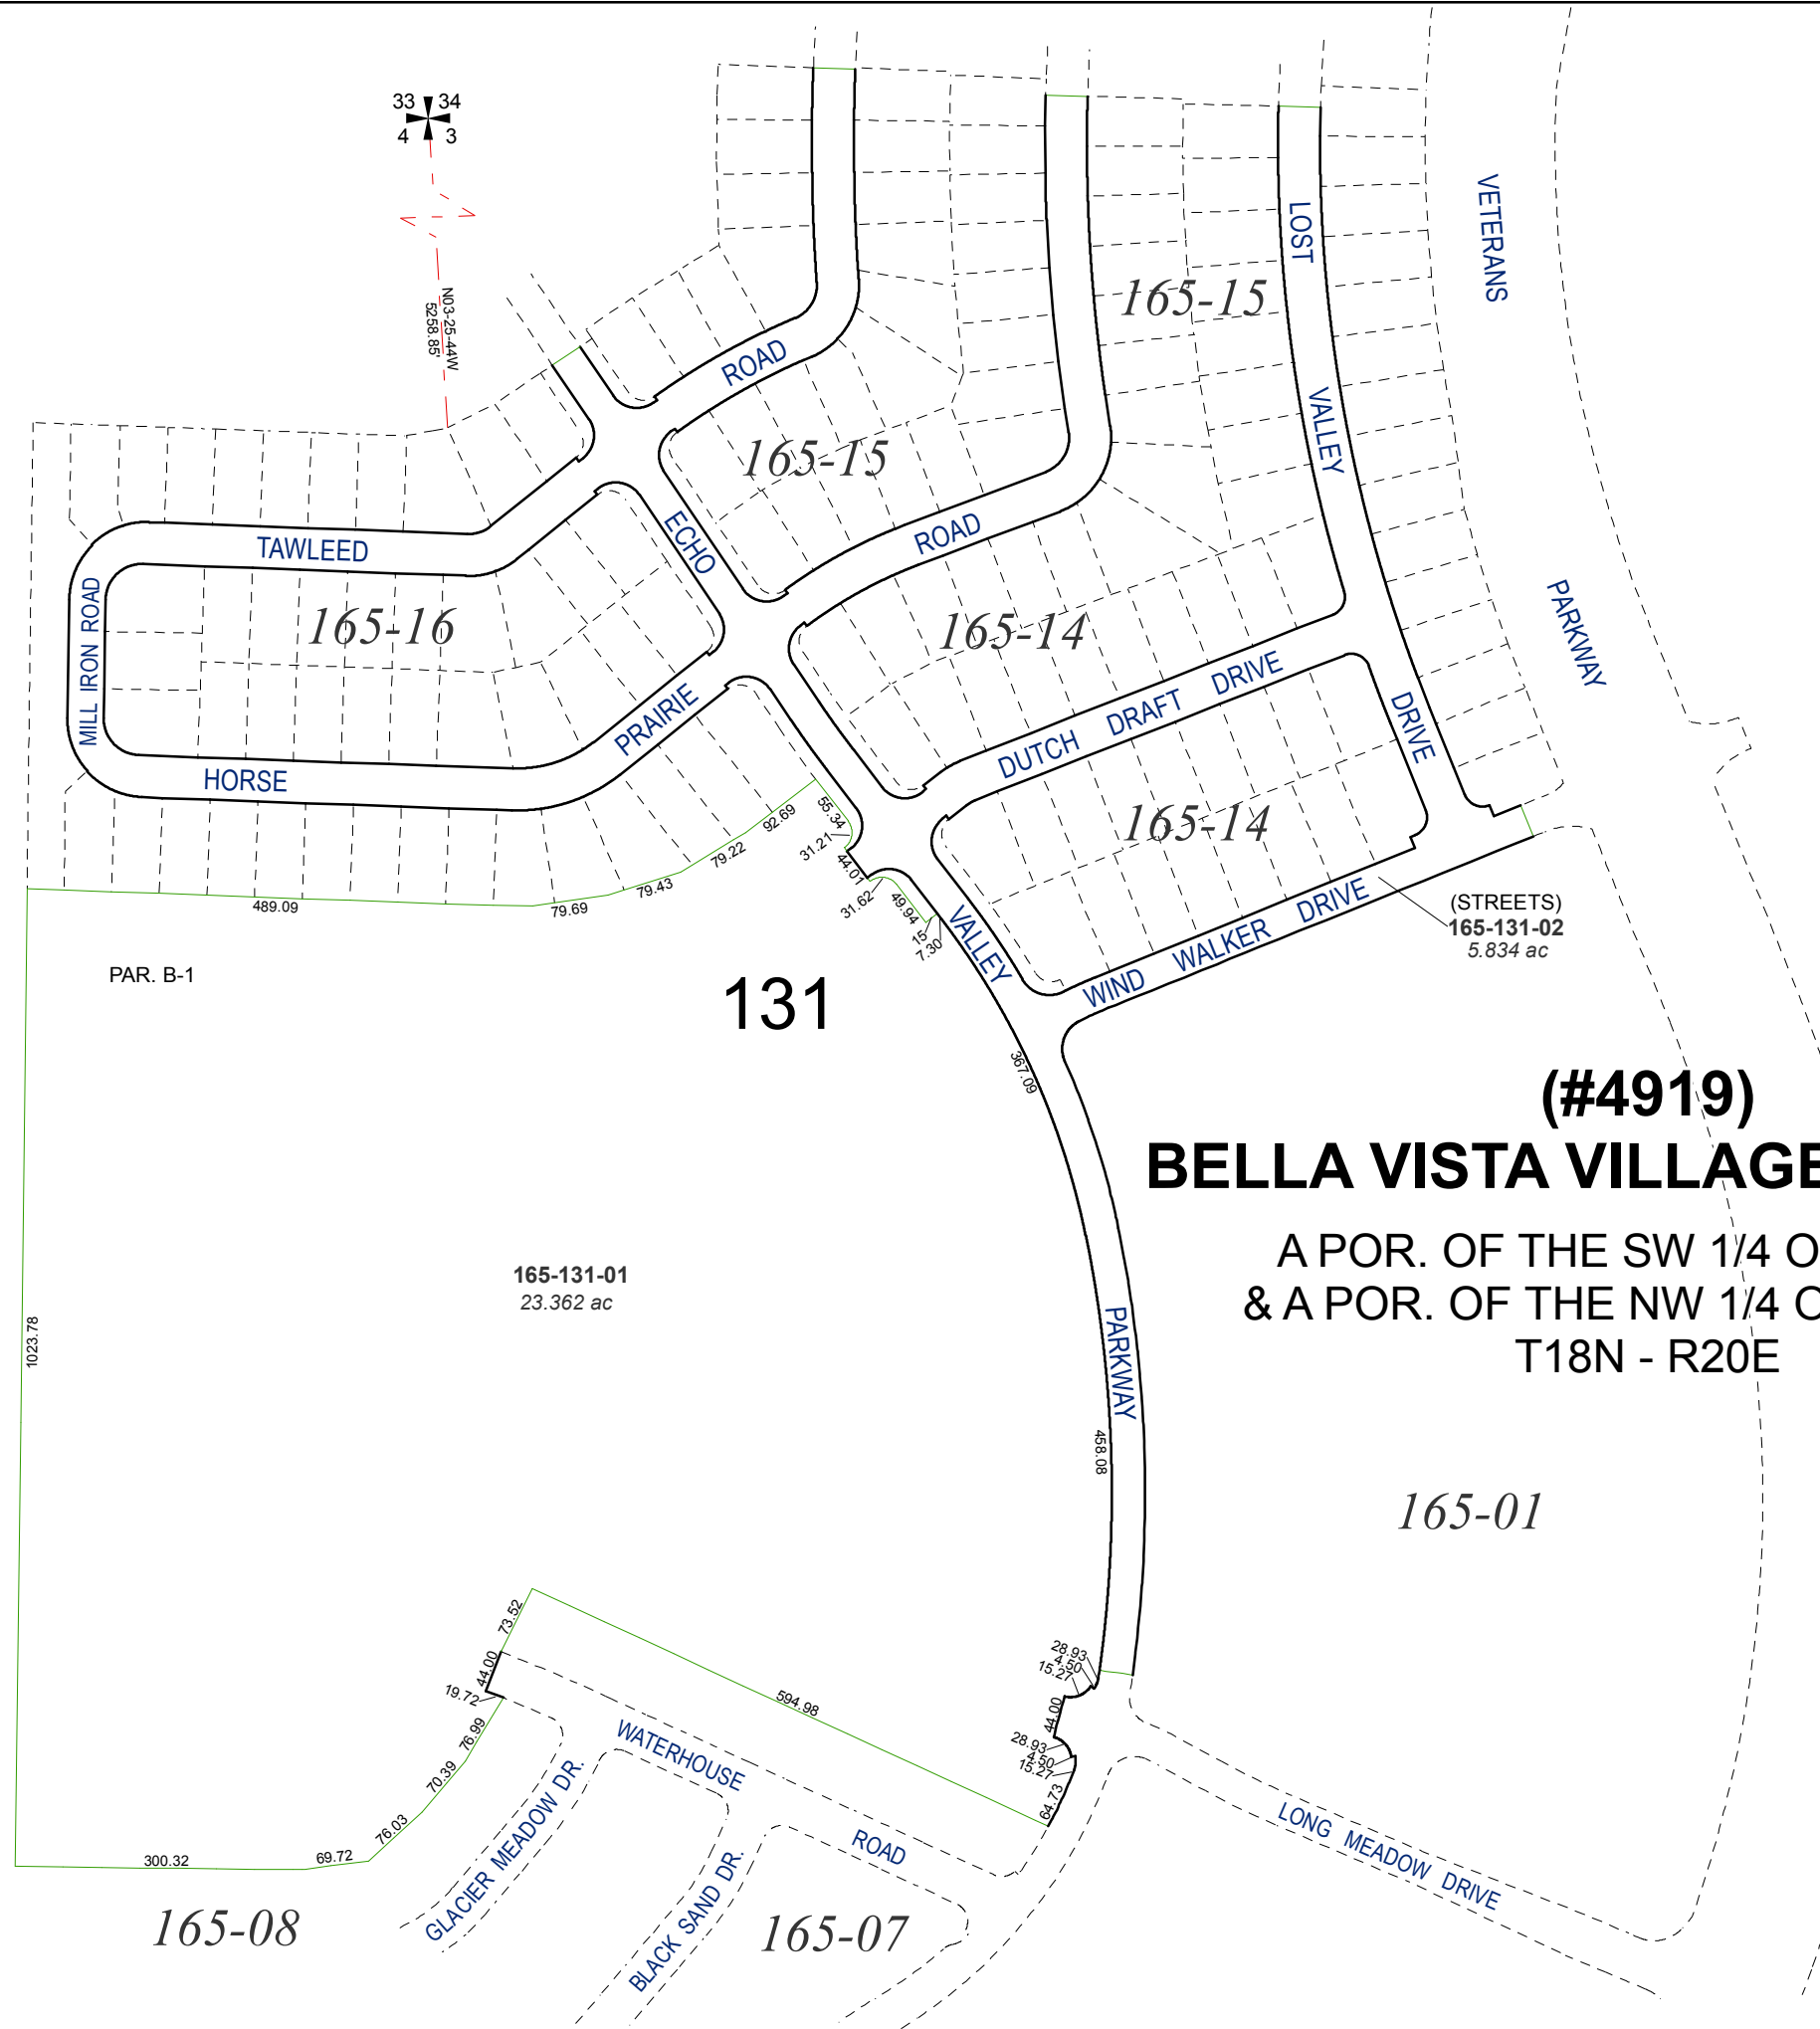 33 34
4 3
N03-25-44W
5258.85'
VETERANS
PARKWAY
LOST
VALLEY
DRIVE
165-15
ROAD
165-15
ECHO
ROAD
TAWLEED
MILL IRON ROAD
165-16
165-14
DUTCH DRAFT DRIVE
PRAIRIE
HORSE
165-14
WIND WALKER DRIVE
(STREETS)
165-131-02
5.834 ac
489.09
79.69
79.43
79.22
92.69
55.34
31.21
44.01
31.62
49.94
15
7.30
VALLEY
PAR. B-1
131
367.09
(#4919)
BELLA VISTA VILLAGE
A POR. OF THE SW 1/4 O
& A POR. OF THE NW 1/4
T18N - R20E
165-131-01
23.362 ac
1023.78
PARKWAY
458.08
165-01
73.52
44.00
19.72
76.99
70.39
76.03
69.72
300.32
594.98
28.93
4.50
15.27
44.00
28.93
4.50
15.27
64.73
WATERHOUSE
ROAD
GLACIER MEADOW DR.
BLACK SAND DR.
LONG MEADOW DRIVE
165-08
165-07